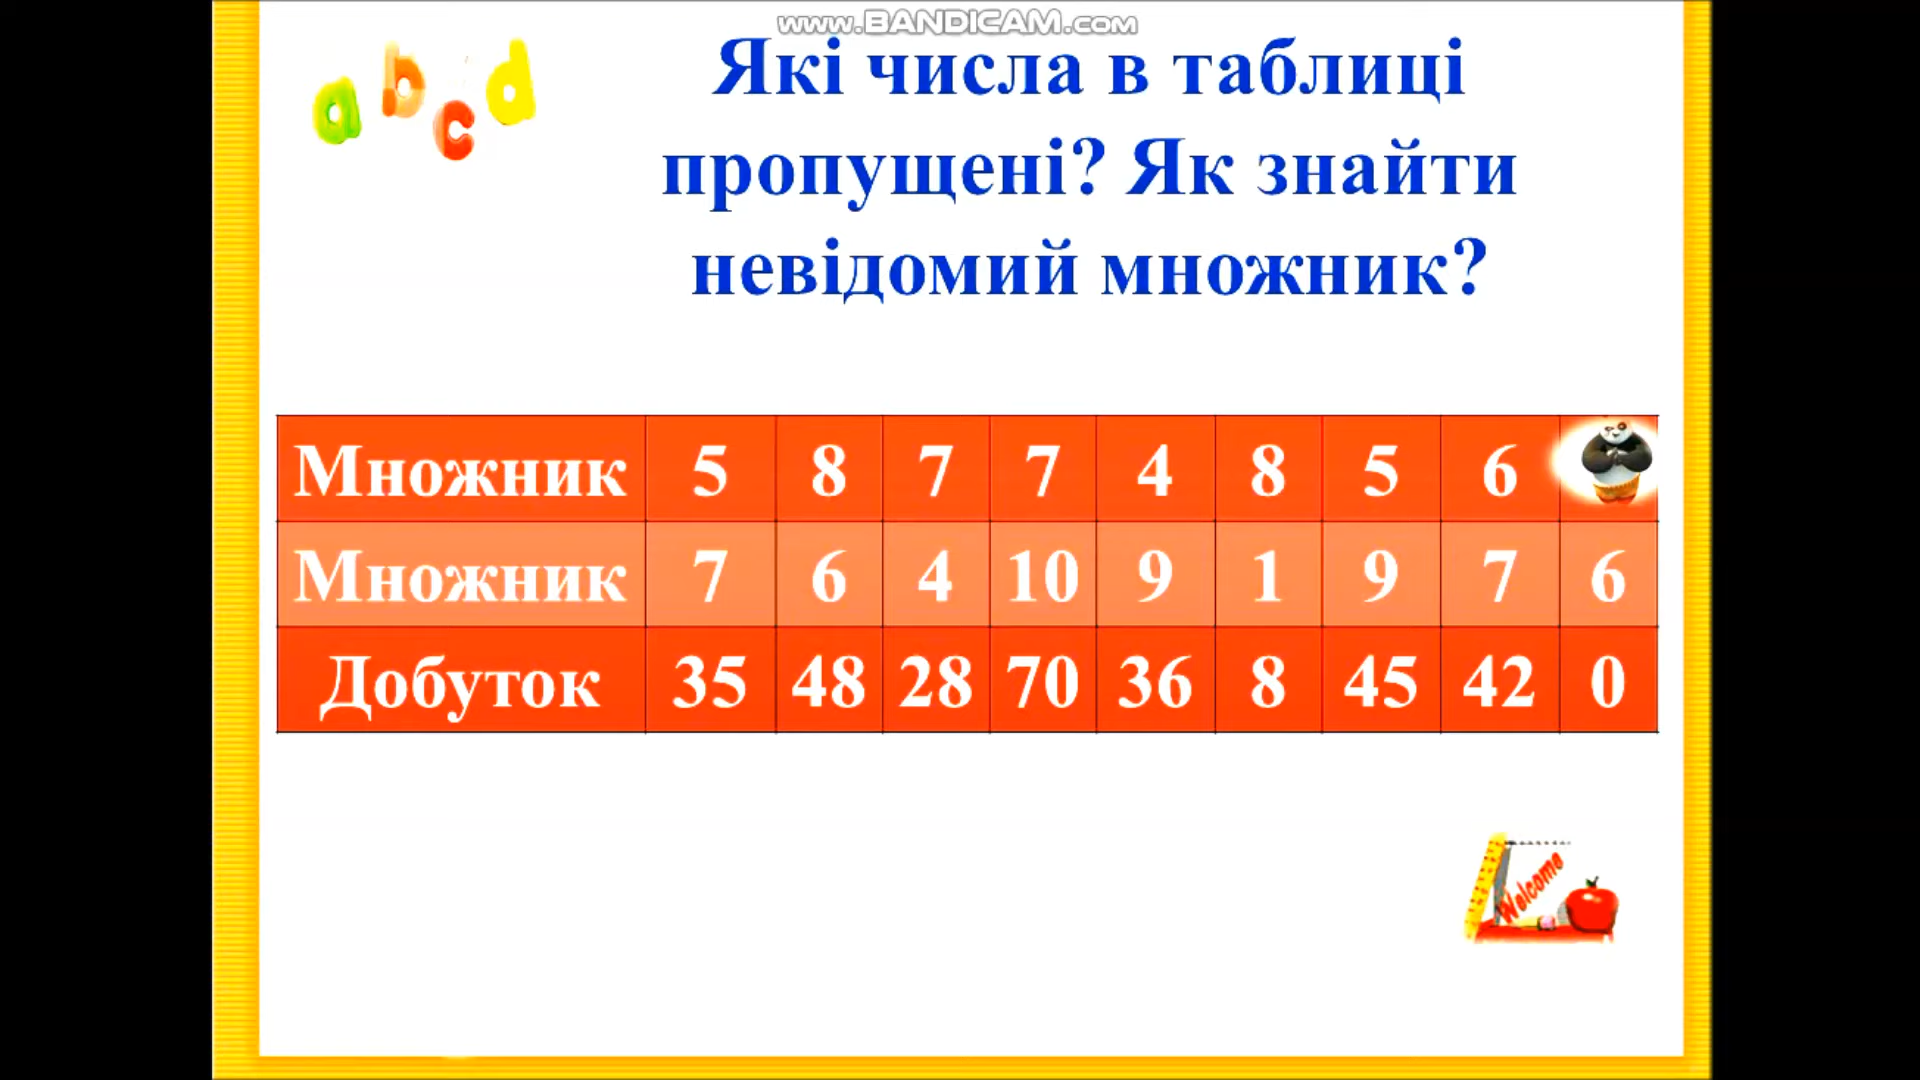 www.BANDICAM.com
Які числа в таблиці
пропущені? Як знайти
невідомий множник?
Множник 5 8 7 7 4 8 5 6
Множник 7 6 4 10 9 1 9 7 6
Добуток 35 48 28 70 36 8 45 42 0
a b c d
Welcome